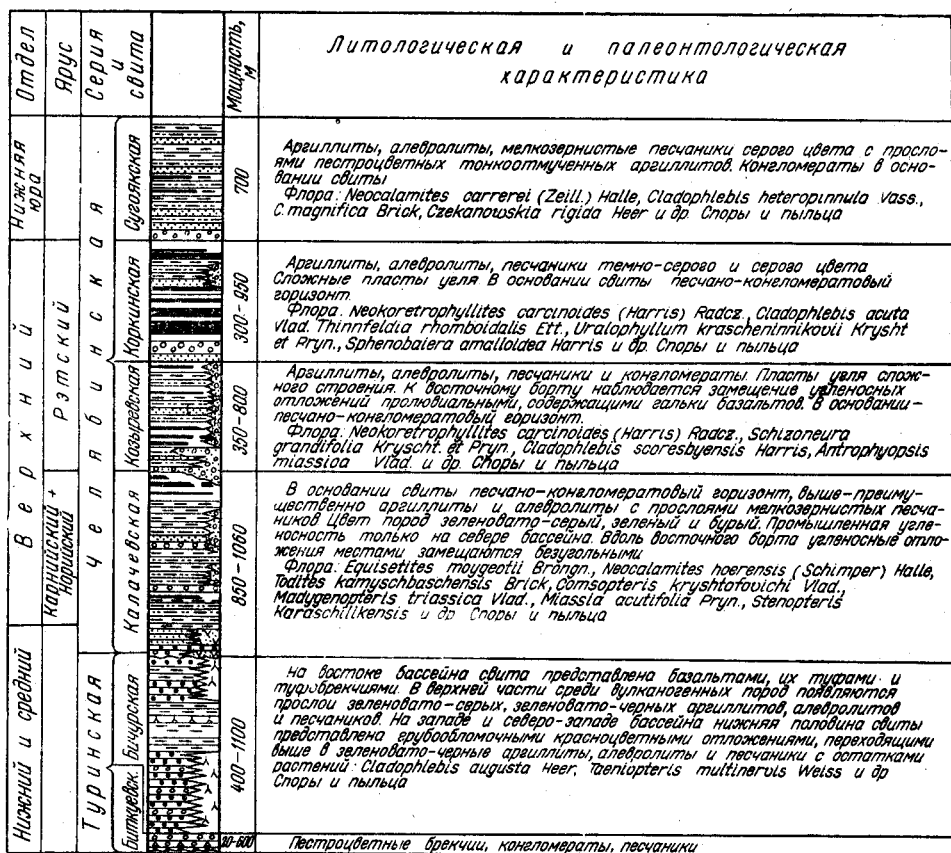 Отдел
Ярус
Серия и свита
Мощность, м
Литологическая и палеонтологическая
характеристика
Нижняя юра
Верхний
Нижний и средний
Рэтский
Карнийский + Норийский
Челябинская
Туринская
Сугоякская
700
Аргиллиты, алевролиты, мелкозернистые песчаники серого цвета с просло-
ями пестроцветных тонкоотмученных аргиллитов. Конгломераты в осно-
вании свиты
Флора: Neocalamites carrerei (Zeill.) Halle, Cladophlebis heteropinnula Vass.,
C. magnifica Brick, Czekanowskia rigida Heer и др. Споры и пыльца
Коркинская
300-950
Аргиллиты, алевролиты, песчаники темно-серого и серого цвета
Сложные пласты угля. В основании свиты песчано-конгломератовый
горизонт.
Флора: Neokoretrophyllites carcinoides (Harris) Radcz., Cladophlebis acuta
Vlad. Thinnfeldia rhomboidalis Ett., Uralophyllum krascheninnikovii Krysht
et Pryn., Sphenobaiera amalloidea Harris и др. Споры и пыльца
Козыревская
350-800
Аргиллиты, алевролиты, песчаники и конгломераты. Пласты угля слож-
ного строения. К восточному борту наблюдается замещение угленосных
отложений пролювиальными, содержащими гальки базальтов. В основании-
песчано-конгломератовый горизонт.
Флора: Neokoretrophyllites carcinoides (Harris) Radcz., Schizoneura
grandifolia Krysht. et Pryn., Cladophlebis scoresbyensis Harris, Antrophyopsis
miassica Vlad. и др. Споры и пыльца
Калачевская
850-1060
В основании свиты песчано-конгломератовый горизонт, выше-преиму-
щественно аргиллиты и алевролиты с прослоями мелкозернистых песча-
ников Цвет пород зеленовато-серый, зеленый и бурый. Промышленная угле-
носность только на севере бассейна. Вдоль восточного борта угленосные отло-
жения местами замещаются безугольными
Флора: Equisetites mougeotii Brongn., Neocalamites hoerensis (Schimper) Halle,
Todites kamyschbaschensis Brick, Comsopteris kryshtofovichi Vlad.,
Madygenopteris triassica Vlad., Miassia acutifolia Pryn., Stenopteris
Karaschilikensis и др Споры и пыльца
Бичурская
400-1100
На востоке бассейна свита представлена базальтами, их туфами и
туфобрекчиями. В верхней части среди вулканогенных пород появляются
прослои зеленовато-серых, зеленовато-черных аргиллитов, алевролитов
и песчаников. На западе и северо-западе бассейна нижняя половина свиты
представлена грубообломочными красноцветными отложениями, переходящими
выше в зеленовато-черные аргиллиты, алевролиты и песчаники с остатками
растений: Cladophlebis augusta Heer, Taeniopteris multinervis Weiss и др
Споры и пыльца
Биткуевск.
Пестроцветные брекчии, конгломераты, песчаники